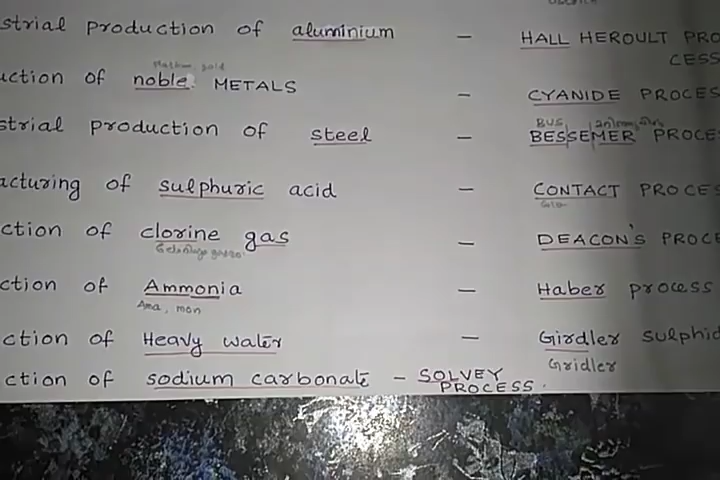 strial production of aluminium - HALL HEROULT PRO
CESS
uction of noble METALS - CYANIDE PROCES
strial production of steel - BESSEMER PROCE
BUS
acturing of sulphuric acid - CONTACT PROCES
ction of clorine gas - DEACON'S PROCE
ction of Ammonia - Haber process
Ama, mon
ction of Heavy water - Girdler sulphid
Gridler
ction of sodium carbonate - SOLVEY
PROCESS.